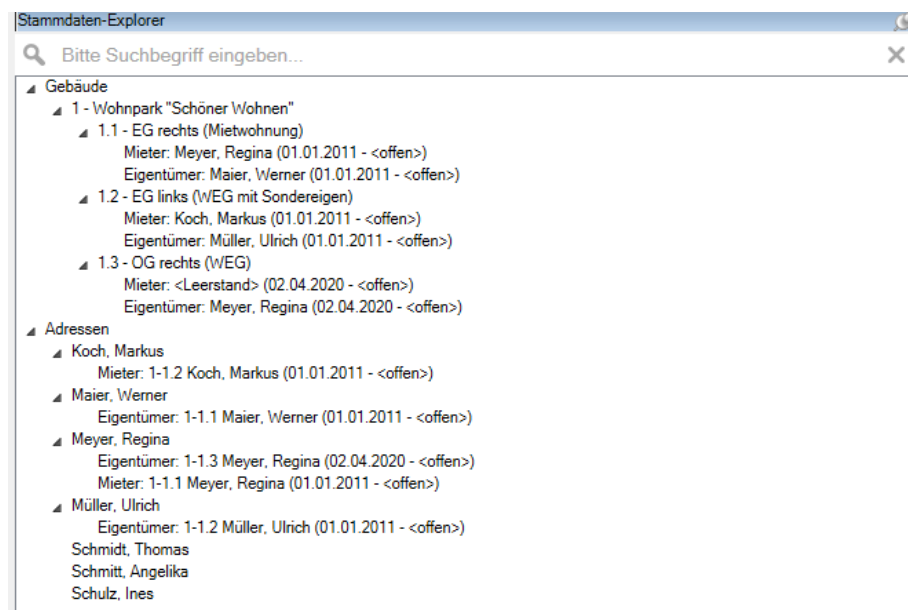 Stammdaten-Explorer
Bitte Suchbegriff eingeben...
Gebäude
1 - Wohnpark "Schöner Wohnen"
1.1 - EG rechts (Mietwohnung)
Mieter: Meyer, Regina (01.01.2011 - <offen>)
Eigentümer: Maier, Werner (01.01.2011 - <offen>)
1.2 - EG links (WEG mit Sondereigen)
Mieter: Koch, Markus (01.01.2011 - <offen>)
Eigentümer: Müller, Ulrich (01.01.2011 - <offen>)
1.3 - OG rechts (WEG)
Mieter: <Leerstand> (02.04.2020 - <offen>)
Eigentümer: Meyer, Regina (02.04.2020 - <offen>)
Adressen
Koch, Markus
Mieter: 1-1.2 Koch, Markus (01.01.2011 - <offen>)
Maier, Werner
Eigentümer: 1-1.1 Maier, Werner (01.01.2011 - <offen>)
Meyer, Regina
Eigentümer: 1-1.3 Meyer, Regina (02.04.2020 - <offen>)
Mieter: 1-1.1 Meyer, Regina (01.01.2011 - <offen>)
Müller, Ulrich
Eigentümer: 1-1.2 Müller, Ulrich (01.01.2011 - <offen>)
Schmidt, Thomas
Schmitt, Angelika
Schulz, Ines